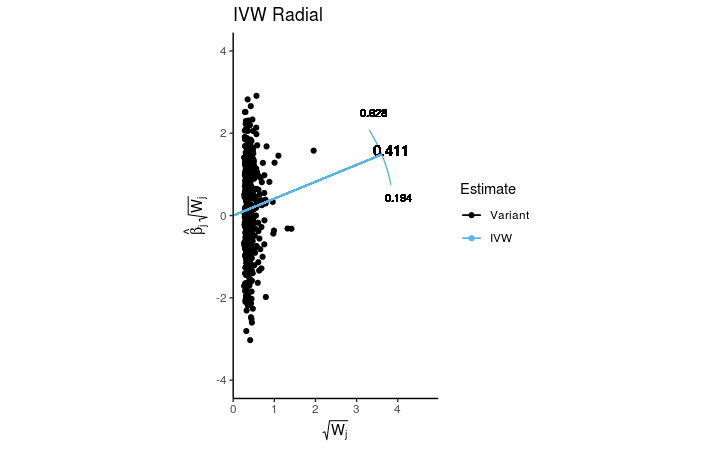 IVW Radial
4
2
0
-2
-4
β̂j√Wj
0.628
0.411
0.194
0
1
2
3
4
√Wj
Estimate
Variant
IVW